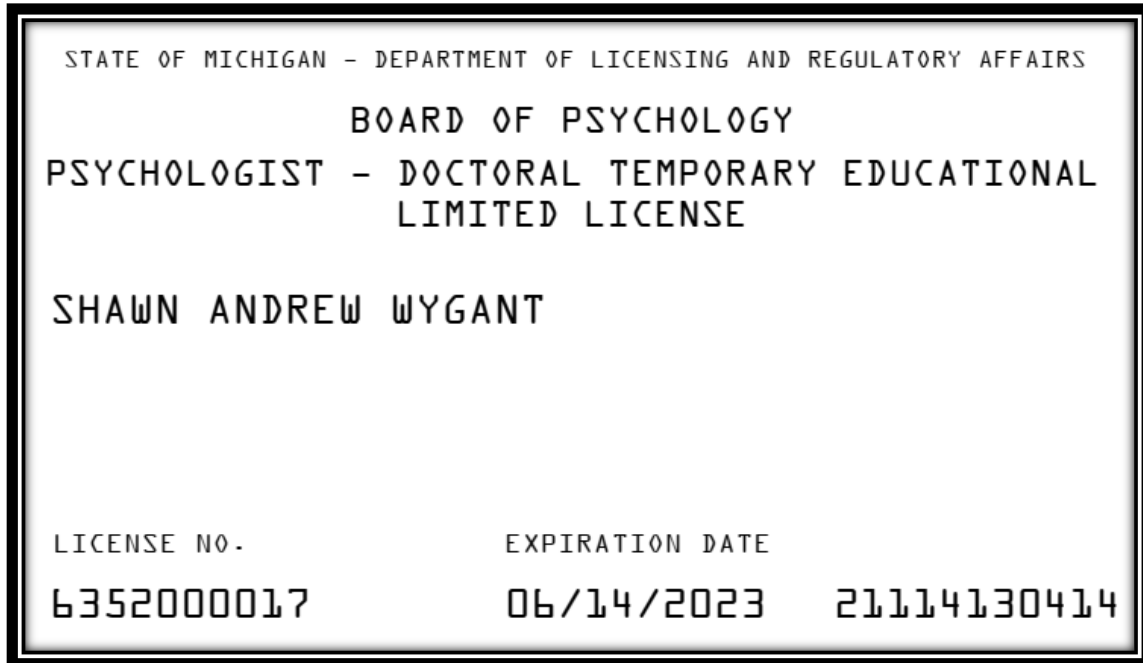 STATE OF MICHIGAN - DEPARTMENT OF LICENSING AND REGULATORY AFFAIRS
BOARD OF PSYCHOLOGY
PSYCHOLOGIST - DOCTORAL TEMPORARY EDUCATIONAL
LIMITED LICENSE
SHAWN ANDREW WYGANT
LICENSE NO. EXPIRATION DATE
6352000017 06/14/2023 21114130414